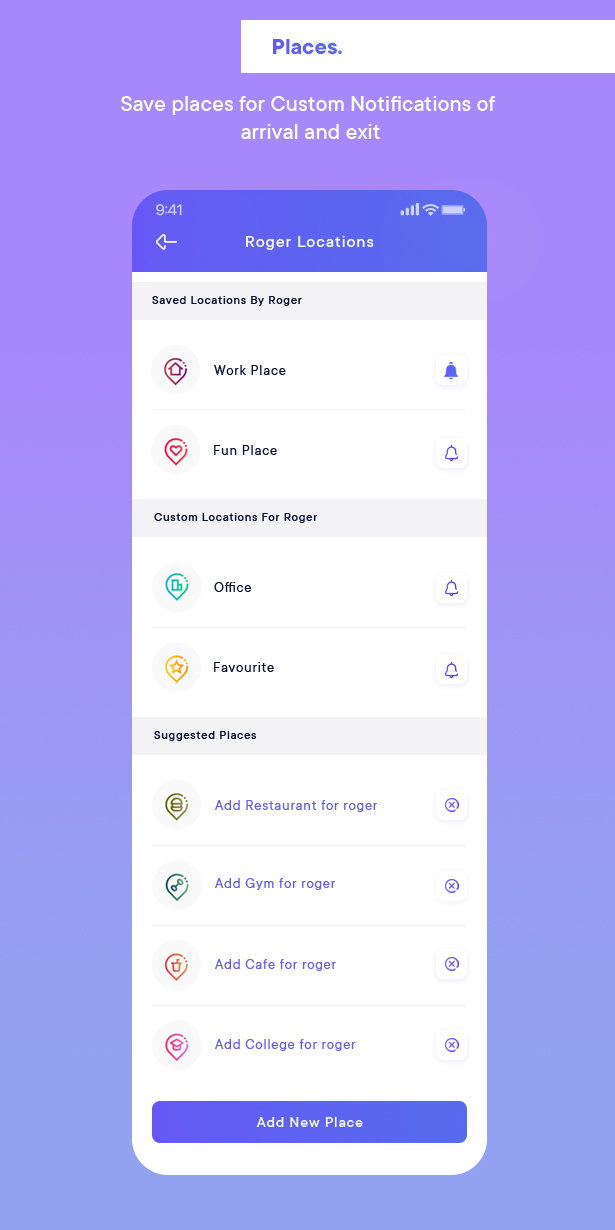 Places.
Save places for Custom Notifications of
arrival and exit
9:41
Roger Locations
Saved Locations By Roger
Work Place
Fun Place
Custom Locations For Roger
Office
Favourite
Suggested Places
Add Restaurant for roger
Add Gym for roger
Add Cafe for roger
Add College for roger
Add New Place